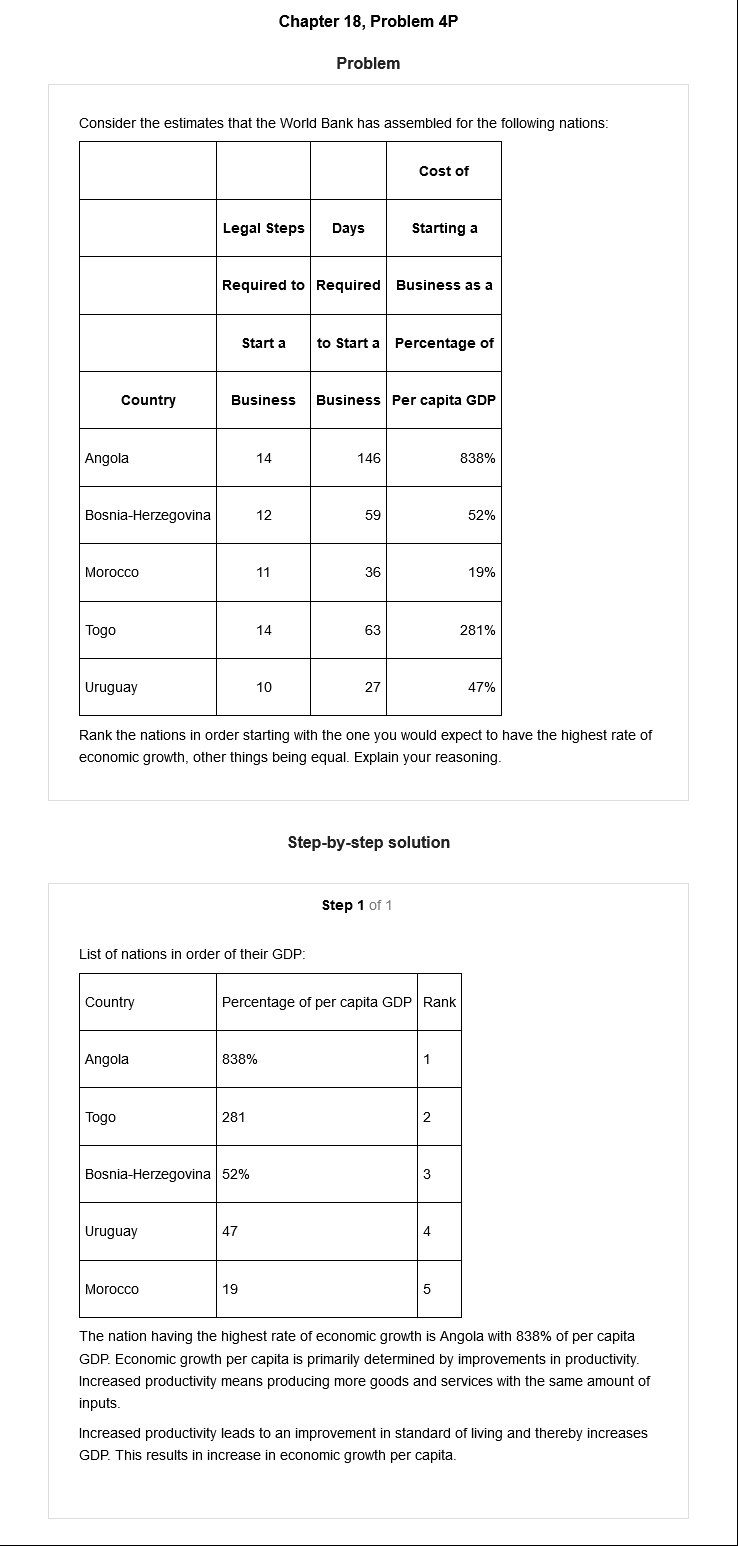 Chapter 18, Problem 4P
Problem
Consider the estimates that the World Bank has assembled for the following nations:
Cost of
Legal Steps Days Starting a
Required to Required Business as a
Start a to Start a Percentage of
Country Business Business Per capita GDP
Angola 14 146 838%
Bosnia-Herzegovina 12 59 52%
Morocco 11 36 19%
Togo 14 63 281%
Uruguay 10 27 47%
Rank the nations in order starting with the one you would expect to have the highest rate of
economic growth, other things being equal. Explain your reasoning.
Step-by-step solution
Step 1 of 1
List of nations in order of their GDP:
Country Percentage of per capita GDP Rank
Angola 838% 1
Togo 281 2
Bosnia-Herzegovina 52% 3
Uruguay 47 4
Morocco 19 5
The nation having the highest rate of economic growth is Angola with 838% of per capita
GDP. Economic growth per capita is primarily determined by improvements in productivity.
Increased productivity means producing more goods and services with the same amount of
inputs.
Increased productivity leads to an improvement in standard of living and thereby increases
GDP. This results in increase in economic growth per capita.